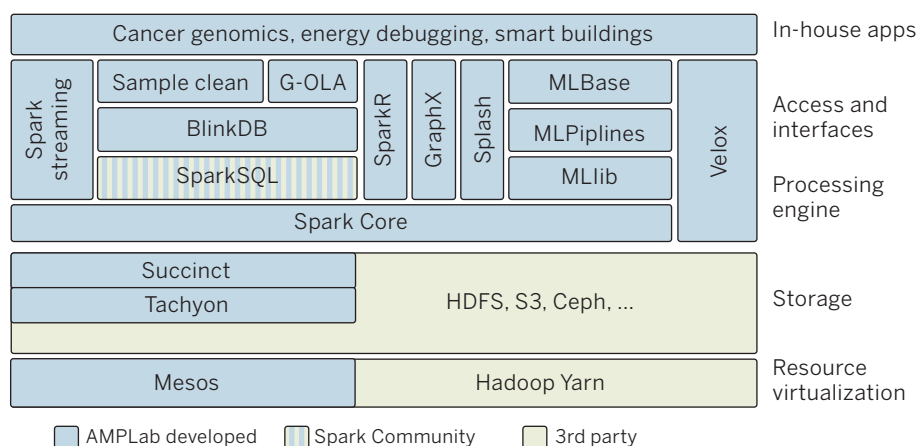 Cancer genomics, energy debugging, smart buildings
In-house apps
Spark
streaming
Sample clean
G-OLA
BlinkDB
SparkSQL
SparkR
GraphX
Splash
MLBase
MLPiplines
MLlib
Velox
Access and
interfaces
Spark Core
Processing
engine
Succinct
Tachyon
HDFS, S3, Ceph, ...
Storage
Mesos
Hadoop Yarn
Resource
virtualization
AMPLab developed
Spark Community
3rd party